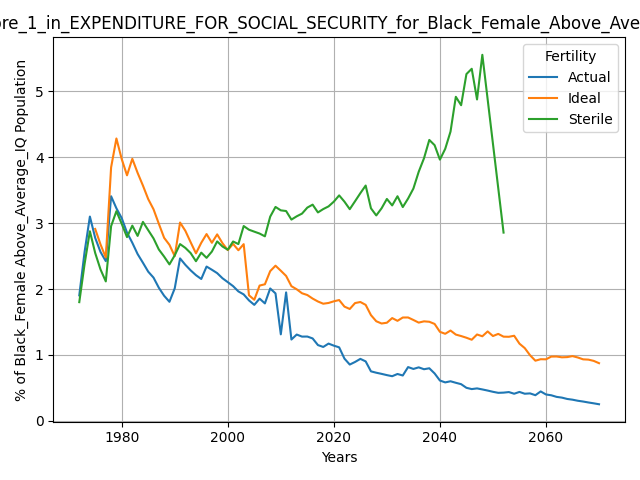 ore_1_in_EXPENDITURE_FOR_SOCIAL_SECURITY_for_Black_Female_Above_Ave
Fertility
Actual
Ideal
Sterile
% of Black_Female Above_Average_IQ Population
5
4
3
2
1
0
1980
2000
2020
2040
2060
Years